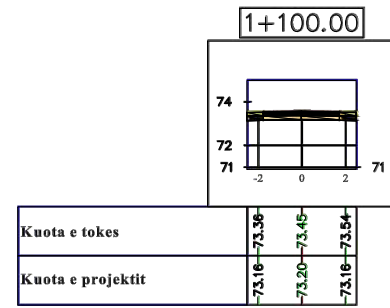 1+100.00
74
72
71 71
-2 0 2
Kuota e tokes 73.36 73.45 73.54
Kuota e projektit 73.16 73.20 73.16